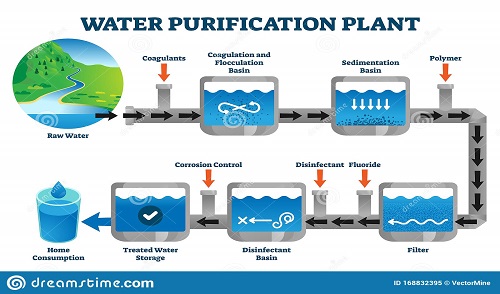 WATER PURIFICATION PLANT
Coagulants
Coagulation and
Flocculation
Basin
Sedimentation
Basin
Polymer
Raw Water
Corrosion Control
Disinfectant
Fluoride
Home
Consumption
Treated Water
Storage
Disinfectant
Basin
Filter
dreamstime.com
ID 168832395 © VectorMine